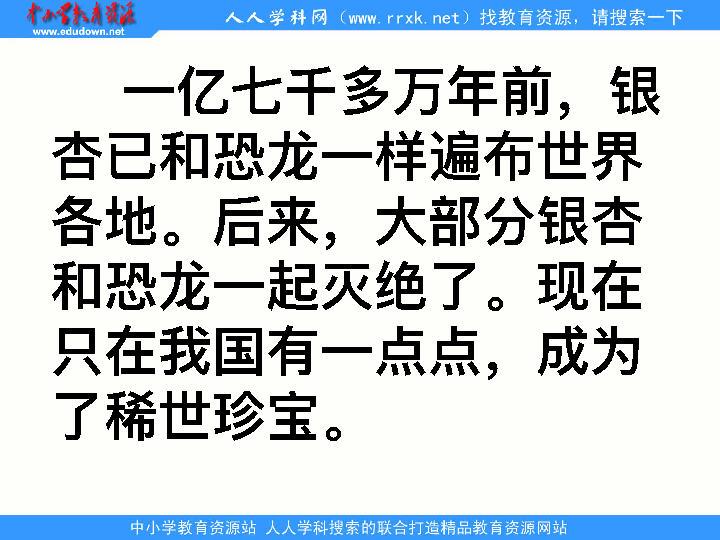 中小学教育资源
www.edudown.net
人人学科网（www.rrxk.net）找教育资源，请搜索一下
一亿七千多万年前，银
杏已和恐龙一样遍布世界
各地。后来，大部分银杏
和恐龙一起灭绝了。现在
只在我国有一点点，成为
了稀世珍宝。
中小学教育资源站 人人学科搜索的联合打造精品教育资源网站